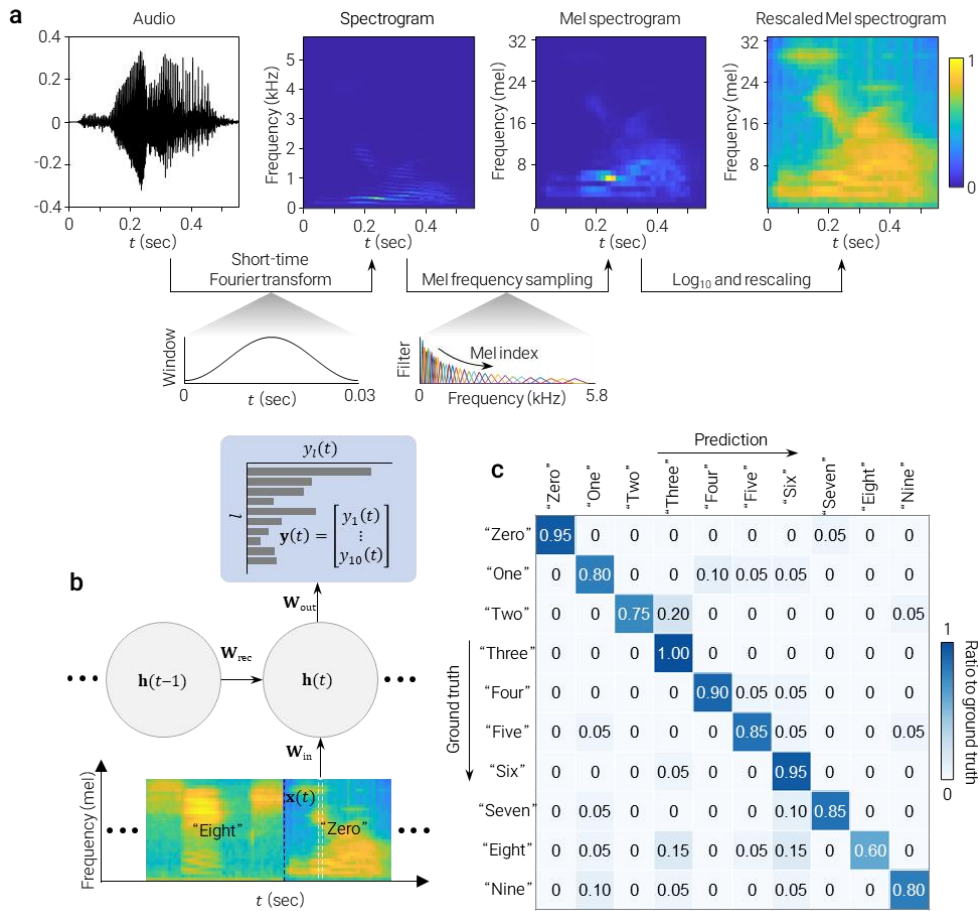 a
Audio
Spectrogram
Mel spectrogram
Rescaled Mel spectrogram
0.4
0.2
0
-0.2
-0.4
0 0.2 0.4
t (sec)
Frequency (kHz)
5
4
3
2
1
0
0 0.2 0.4
t (sec)
Frequency (mel)
32
24
16
8
0 0.2 0.4
t (sec)
Frequency (mel)
32
24
16
8
0 0.2 0.4
t (sec)
1
0
Short-time
Fourier transform
Mel frequency sampling
Log₁₀ and rescaling
Window
0 0.03
t (sec)
Filter
Mel index
0 5.8
Frequency (kHz)
b
yₗ(t)
l
y(t) = [y₁(t) ⋮ y₁₀(t)]
W_out
W_rec
h(t−1)
h(t)
W_in
Frequency (mel)
x(t)
"Eight"
"Zero"
t (sec)
c
Prediction
"Zero" "One" "Two" "Three" "Four" "Five" "Six" "Seven" "Eight" "Nine"
Ground truth
"Zero" 0.95 0 0 0 0 0 0 0.05 0 0
"One" 0 0.80 0 0 0.10 0.05 0.05 0 0 0
"Two" 0 0 0.75 0.20 0 0 0 0 0 0.05
"Three" 0 0 0 1.00 0 0 0 0 0 0
"Four" 0 0 0 0 0.90 0.05 0.05 0 0 0
"Five" 0 0.05 0 0 0 0.85 0.05 0 0 0.05
"Six" 0 0 0 0.05 0 0 0.95 0 0 0
"Seven" 0 0.05 0 0 0 0 0.10 0.85 0 0
"Eight" 0 0.05 0 0.15 0 0.05 0.15 0 0.60 0
"Nine" 0 0.10 0 0.05 0 0 0.05 0 0 0.80
1
0
Ratio to ground truth